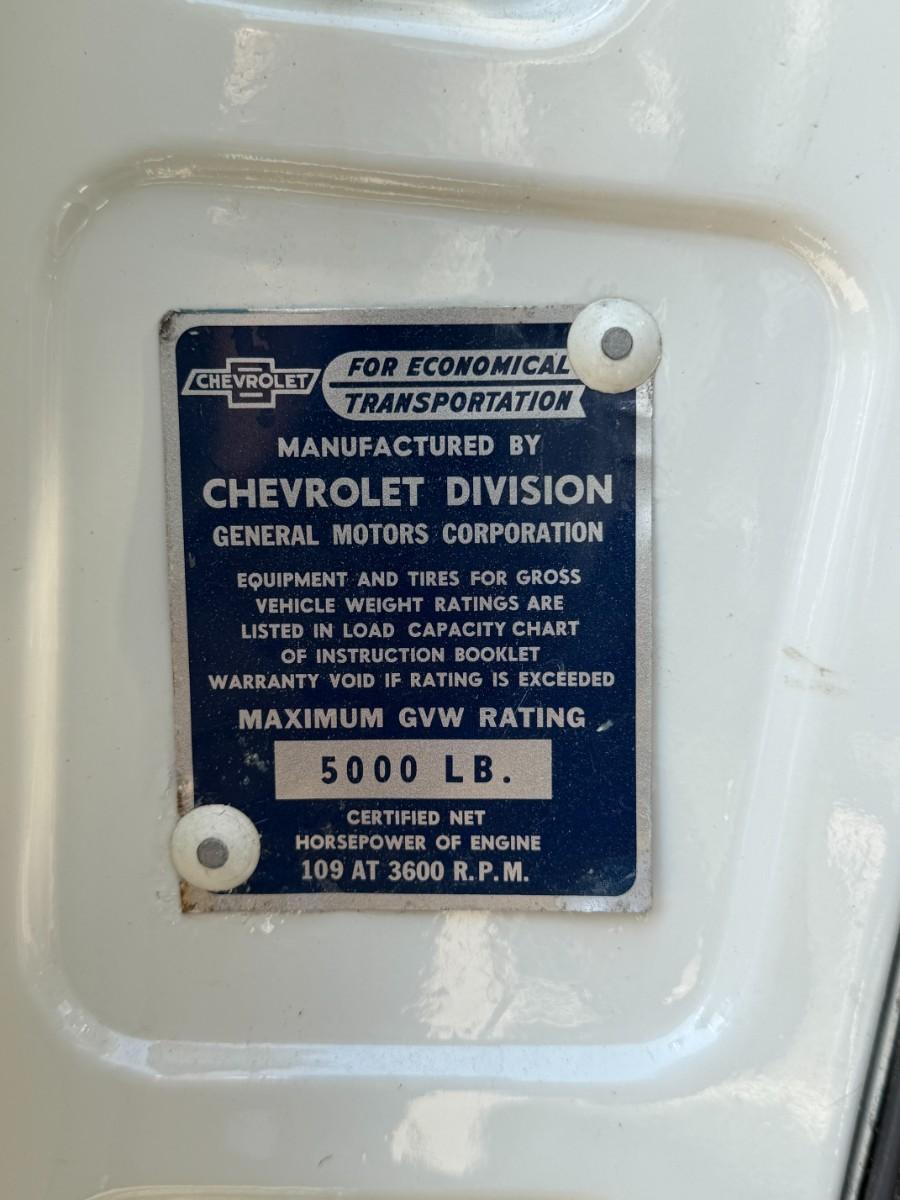 CHEVROLET
FOR ECONOMICAL
TRANSPORTATION
MANUFACTURED BY
CHEVROLET DIVISION
GENERAL MOTORS CORPORATION
EQUIPMENT AND TIRES FOR GROSS
VEHICLE WEIGHT RATINGS ARE
LISTED IN LOAD CAPACITY CHART
OF INSTRUCTION BOOKLET
WARRANTY VOID IF RATING IS EXCEEDED
MAXIMUM GVW RATING
5000 LB.
CERTIFIED NET
HORSEPOWER OF ENGINE
109 AT 3600 R.P.M.